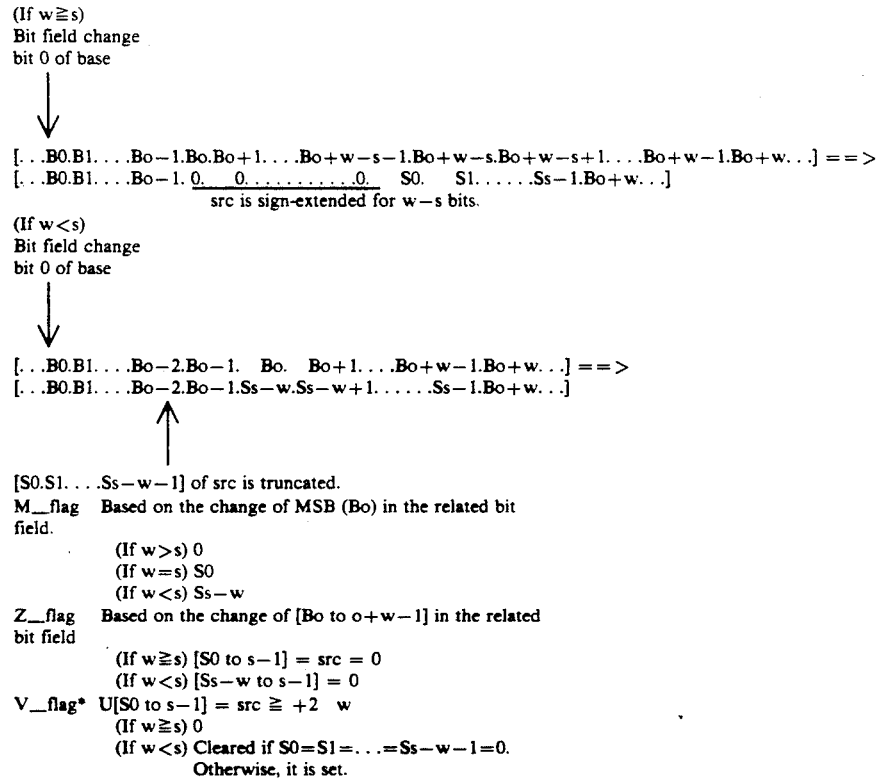 (If w≧s)
Bit field change
bit 0 of base
[. . .B0.B1. . . .Bo−1.Bo.Bo+1. . . .Bo+w−s−1.Bo+w−s.Bo+w−s+1. . . .Bo+w−1.Bo+w. . .] ==>
[. . .B0.B1. . . .Bo−1. 0. 0. . . . . . . . . . . .0. S0. S1. . . . . .Ss−1.Bo+w. . .]
src is sign-extended for w−s bits.
(If w<s)
Bit field change
bit 0 of base
[. . .B0.B1. . . .Bo−2.Bo−1. Bo. Bo+1. . . .Bo+w−1.Bo+w. . .] ==>
[. . .B0.B1. . . .Bo−2.Bo−1.Ss−w.Ss−w+1. . . . . .Ss−1.Bo+w. . .]
[S0.S1. . . .Ss−w−1] of src is truncated.
M__flag Based on the change of MSB (Bo) in the related bit
field.
(If w>s) 0
(If w=s) S0
(If w<s) Ss−w
Z__flag Based on the change of [Bo to o+w−1] in the related
bit field
(If w≧s) [S0 to s−1] = src = 0
(If w<s) [Ss−w to s−1] = 0
V__flag* U[S0 to s−1] = src ≧ +2 w
(If w≧s) 0
(If w<s) Cleared if S0=S1=. . .=Ss−w−1=0.
Otherwise, it is set.